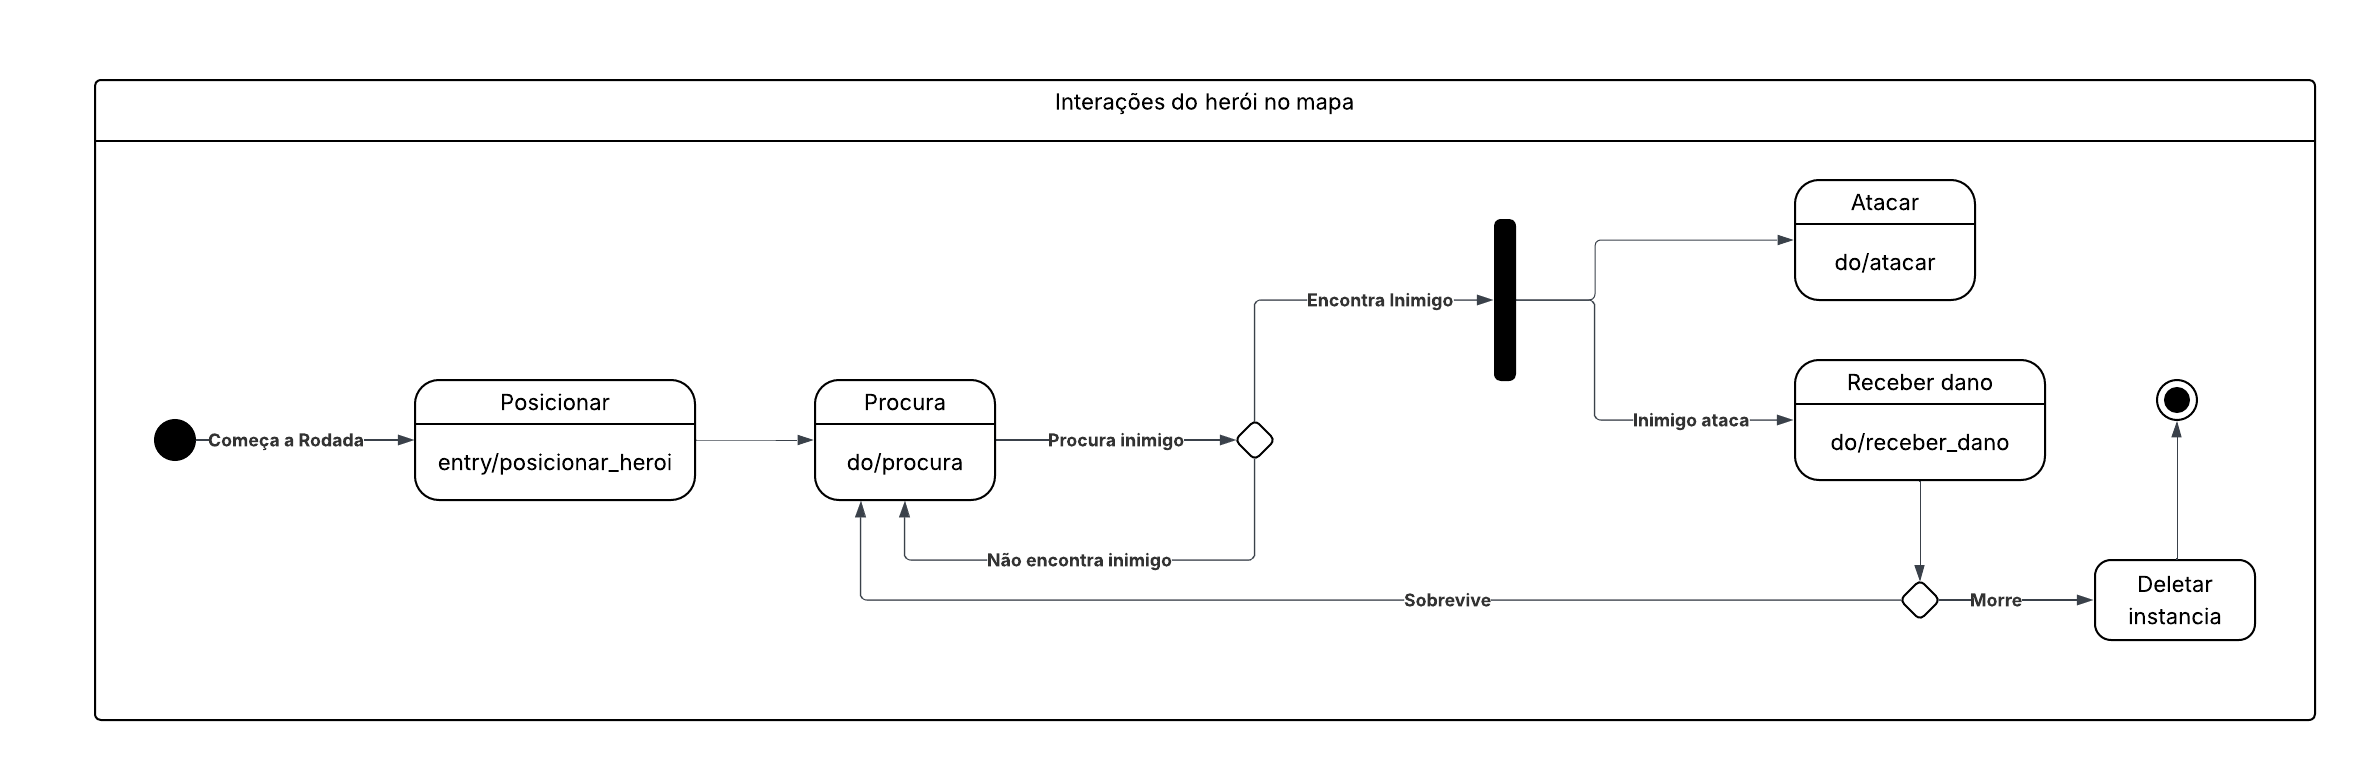 Interações do herói no mapa
Atacar
do/atacar
Encontra Inimigo
Receber dano
do/receber_dano
Inimigo ataca
Começa a Rodada
Posicionar
entry/posicionar_heroi
Procura
do/procura
Procura inimigo
Não encontra inimigo
Sobrevive
Morre
Deletar
instancia